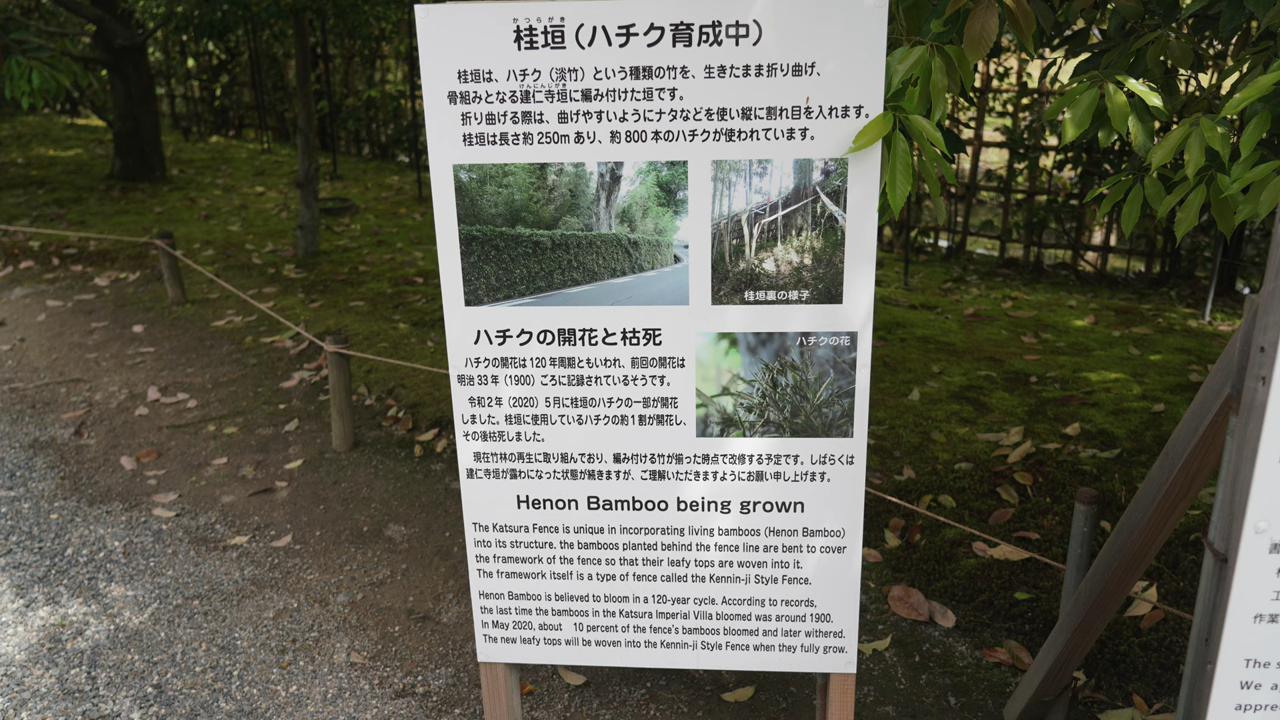 かつらがき
桂垣（ハチク育成中）
桂垣は、ハチク（淡竹）という種類の竹を、生きたまま折り曲げ、
けんにんじがき
骨組みとなる建仁寺垣に編み付けた垣です。
折り曲げる際は、曲げやすいようにナタなどを使い縦に割れ目を入れます。
桂垣は長さ約250mあり、約800本のハチクが使われています。
桂垣裏の様子
ハチクの開花と枯死
ハチクの花
ハチクの開花は120年周期ともいわれ、前回の開花は
明治33年（1900）ごろに記録されているそうです。
令和2年（2020）5月に桂垣のハチクの一部が開花
しました。桂垣に使用しているハチクの約1割が開花し、
その後枯死しました。
現在竹林の再生に取り組んでおり、編み付ける竹が揃った時点で改修する予定です。しばらくは
建仁寺垣が露わになった状態が続きますが、ご理解いただきますようにお願い申し上げます。
Henon Bamboo being grown
The Katsura Fence is unique in incorporating living bamboos (Henon Bamboo)
into its structure. the bamboos planted behind the fence line are bent to cover
the framework of the fence so that their leafy tops are woven into it.
The framework itself is a type of fence called the Kennin-ji Style Fence.
Henon Bamboo is believed to bloom in a 120-year cycle. According to records,
the last time the bamboos in the Katsura Imperial Villa bloomed was around 1900.
In May 2020, about 10 percent of the fence's bamboos bloomed and later withered.
The new leafy tops will be woven into the Kennin-ji Style Fence when they fully grow.
工
作業
The s
We a
appre